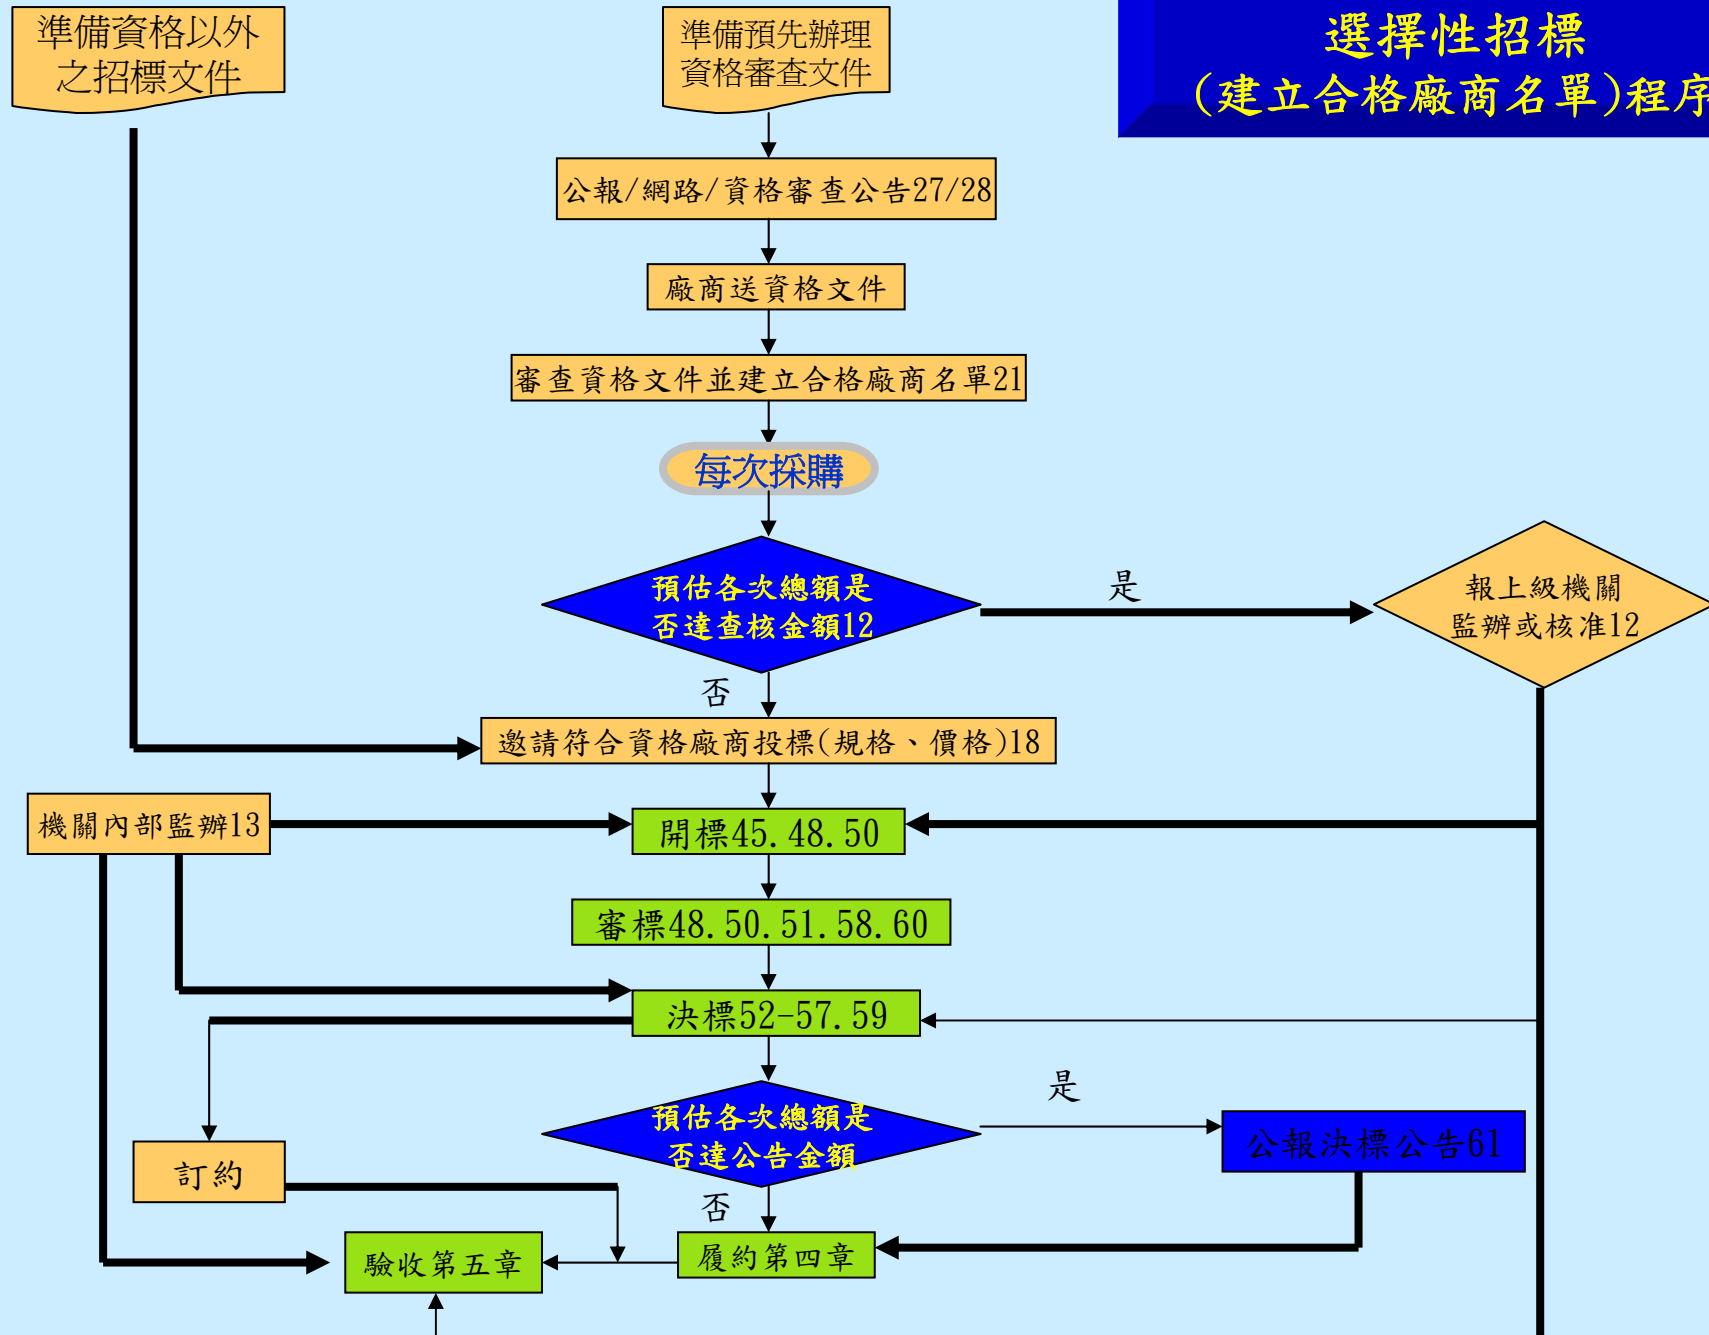 準備資格以外
之招標文件
準備預先辦理
資格審查文件
選擇性招標
(建立合格廠商名單)程序
公報/網路/資格審查公告27/28
廠商送資格文件
審查資格文件並建立合格廠商名單21
每次採購
預估各次總額是
否達查核金額12
是
報上級機關
監辦或核准12
否
邀請符合資格廠商投標(規格、價格)18
機關內部監辦13
開標45.48.50
審標48.50.51.58.60
決標52-57.59
預估各次總額是
否達公告金額
是
公報決標公告61
訂約
否
驗收第五章
履約第四章